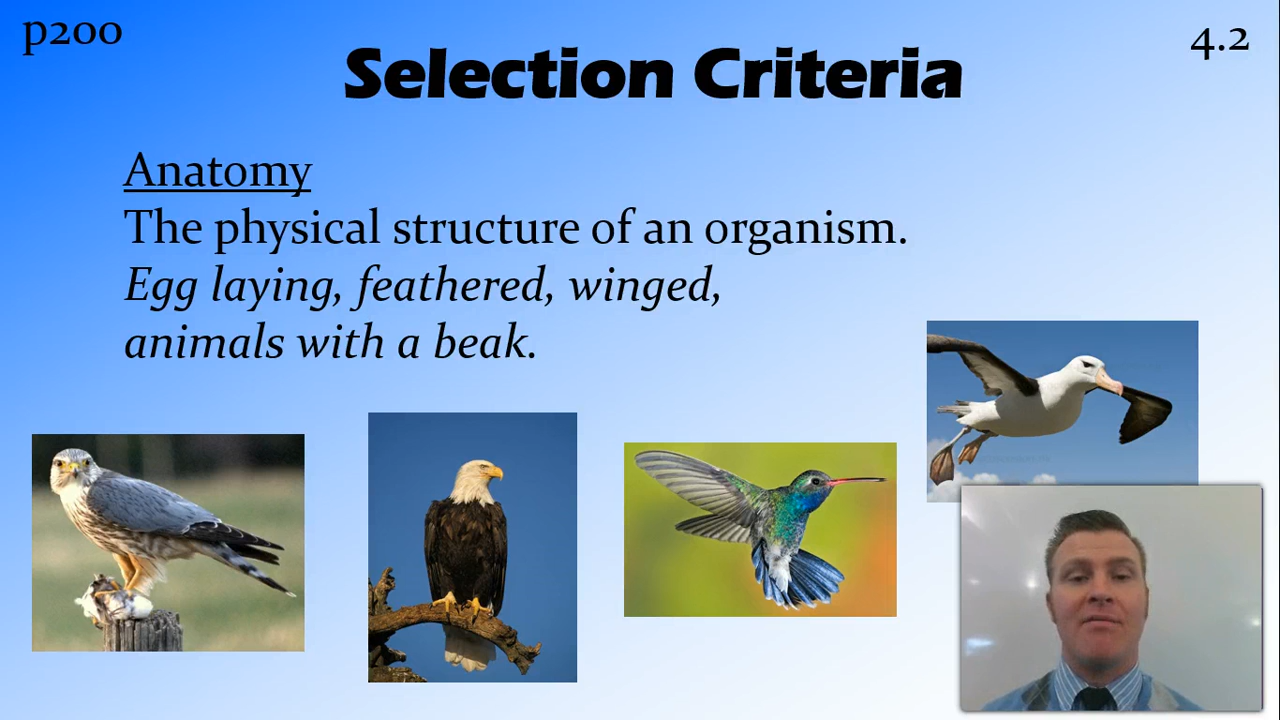 p200
4.2
Selection Criteria
Anatomy
The physical structure of an organism.
Egg laying, feathered, winged,
animals with a beak.